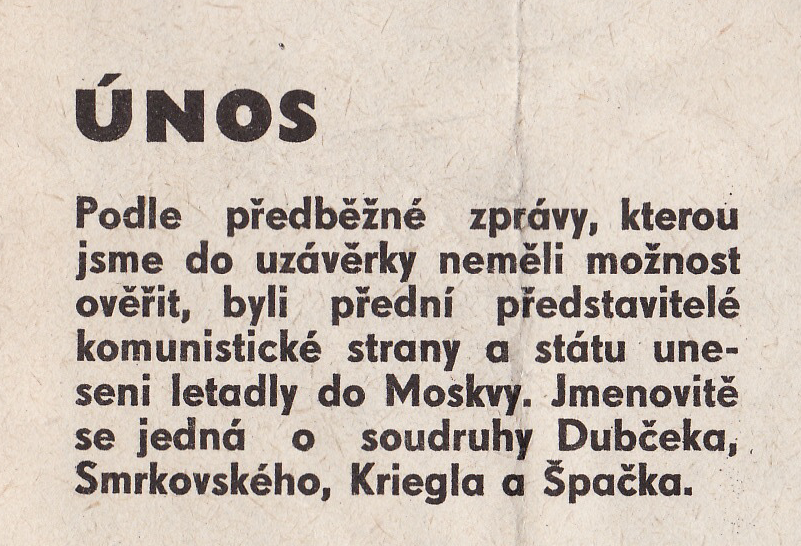 ÚNOS
Podle předběžné zprávy, kterou
jsme do uzávěrky neměli možnost
ověřit, byli přední představitelé
komunistické strany a státu une-
seni letadly do Moskvy. Jmenovitě
se jedná o soudruhy Dubčeka,
Smrkovského, Kriegla a Špačka.